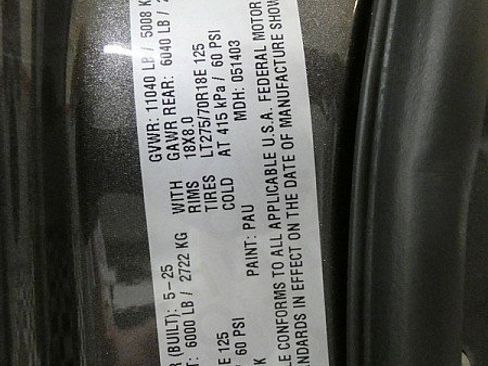 R (BUILT): 5-25 GVWR: 11040 LB / 5008 K
T: 6000 LB / 2722 KG WITH GAWR REAR: 6040 LB /
RIMS 18X8.0
E 125 TIRES LT275/70R18E 125
/ 60 PSI COLD AT 415 kPa / 60 PSI
PAINT: PAU MDH: 051403
LE CONFORMS TO ALL APPLICABLE U.S.A. FEDERAL MOTOR
ANDARDS IN EFFECT ON THE DATE OF MANUFACTURE SHOW